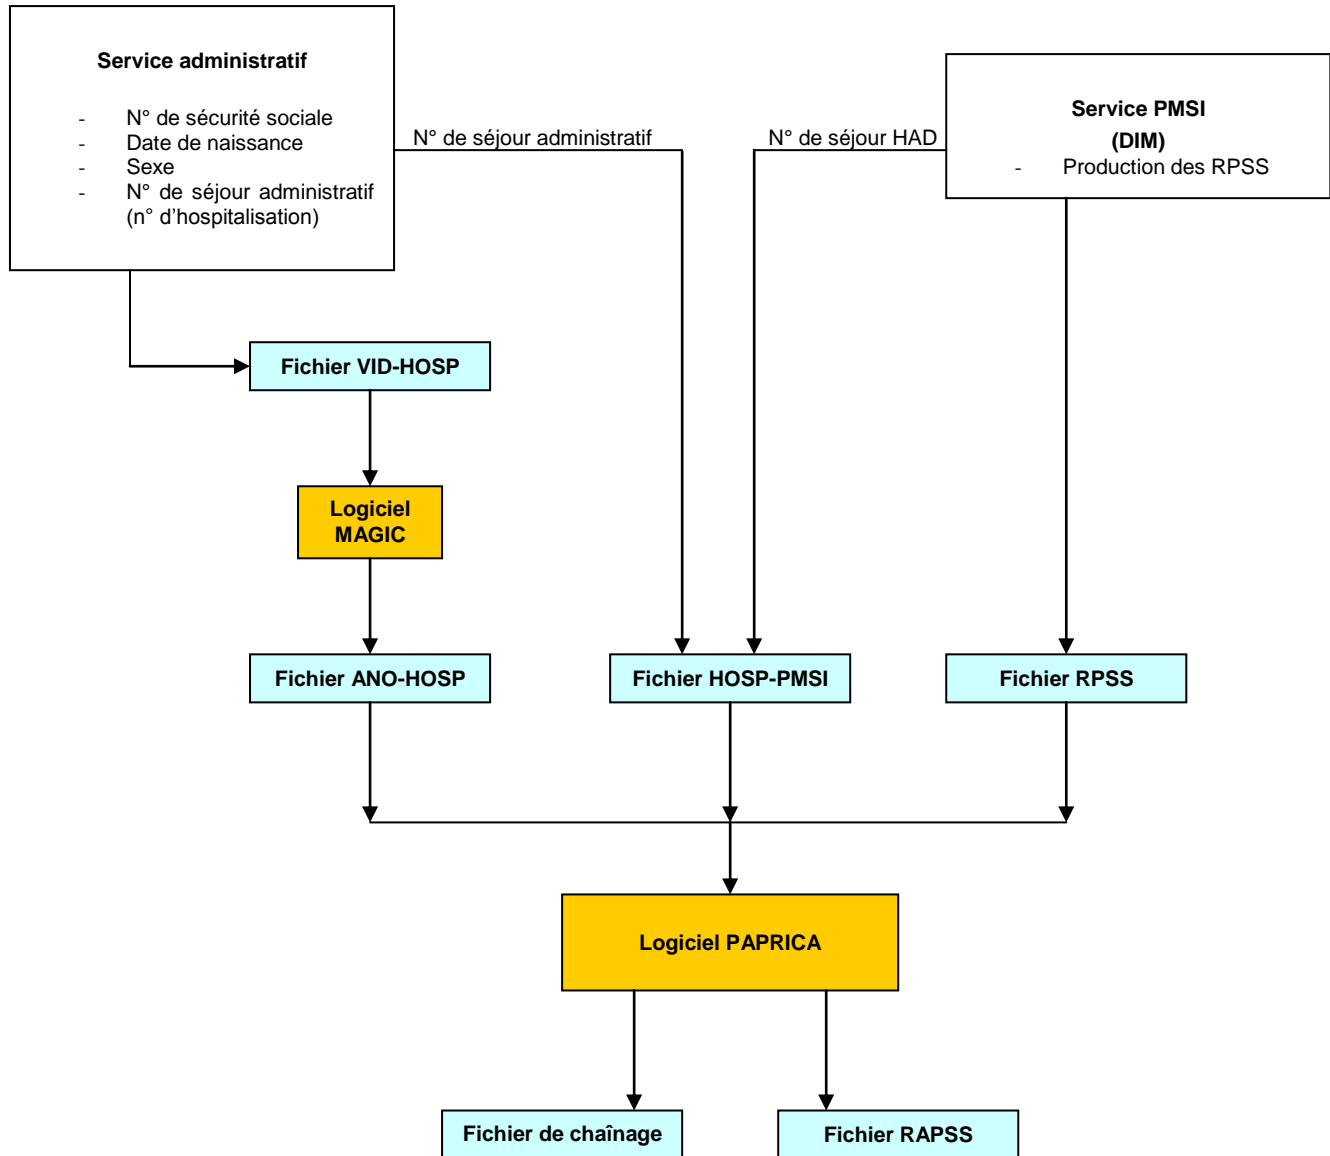 Service administratif
- N° de sécurité sociale
- Date de naissance
- Sexe
- N° de séjour administratif
(n° d'hospitalisation)
N° de séjour administratif
N° de séjour HAD
Service PMSI
(DIM)
- Production des RPSS
Fichier VID-HOSP
Logiciel
MAGIC
Fichier ANO-HOSP
Fichier HOSP-PMSI
Fichier RPSS
Logiciel PAPRICA
Fichier de chaînage
Fichier RAPSS